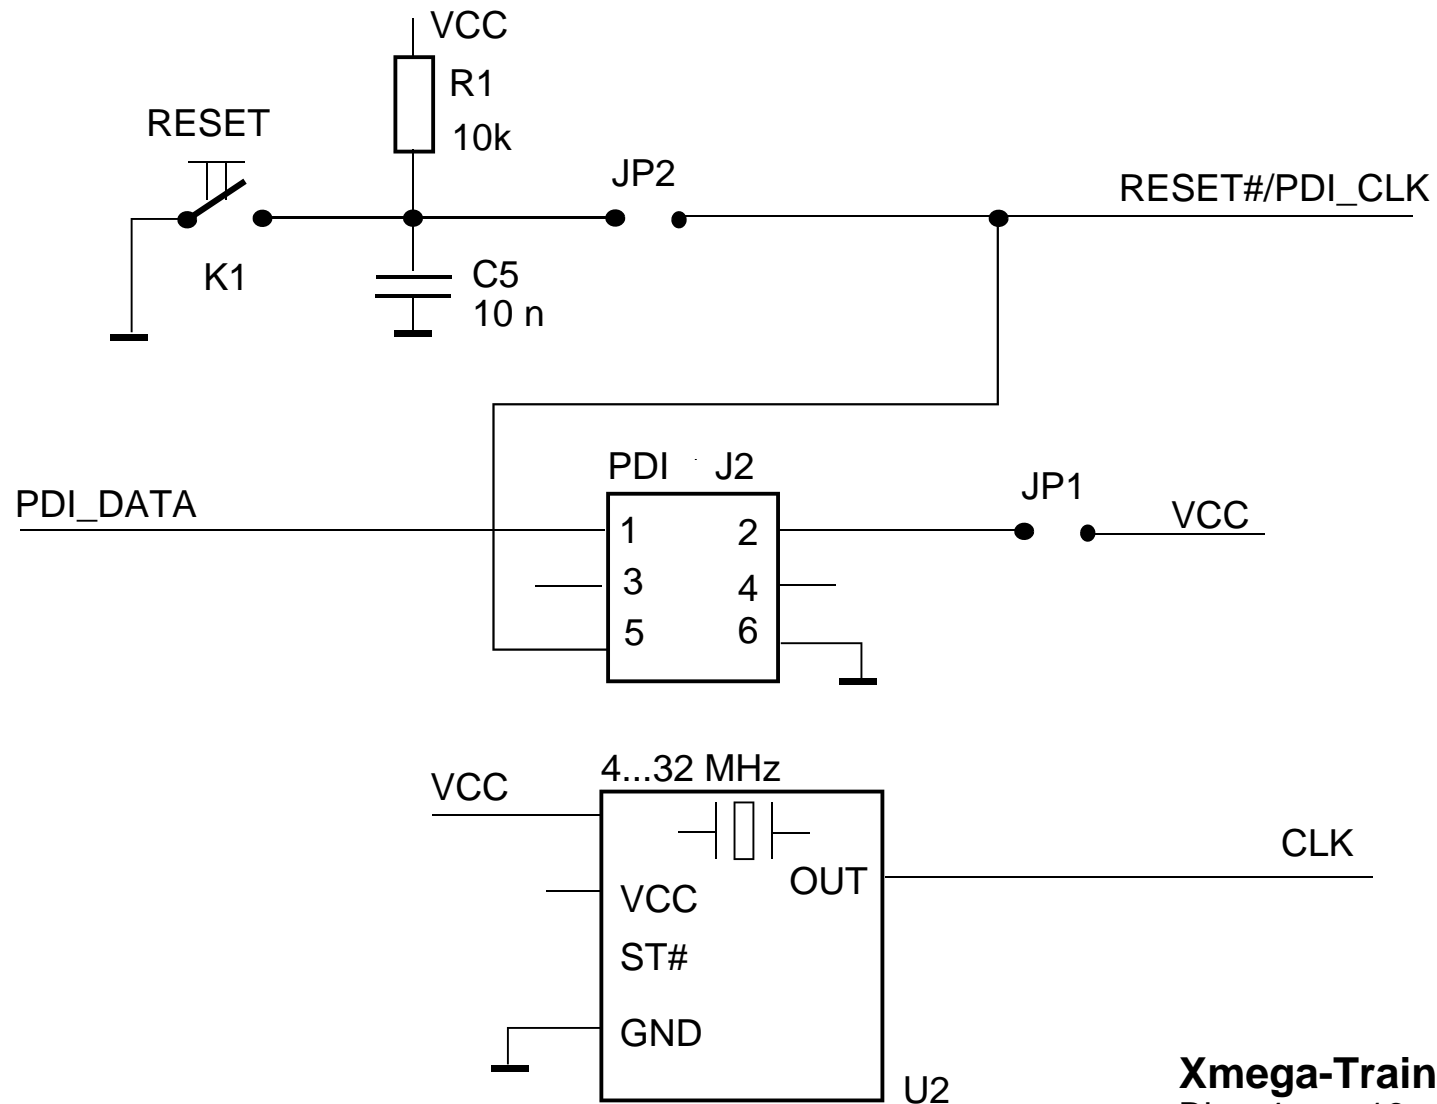 VCC
R1
10k
RESET
JP2
RESET#/PDI_CLK
K1
C5
10 n
PDI J2
JP1
PDI_DATA
VCC
1 2
3 4
5 6
4...32 MHz
VCC
CLK
OUT
VCC
ST#
GND
U2
Xmega-Train